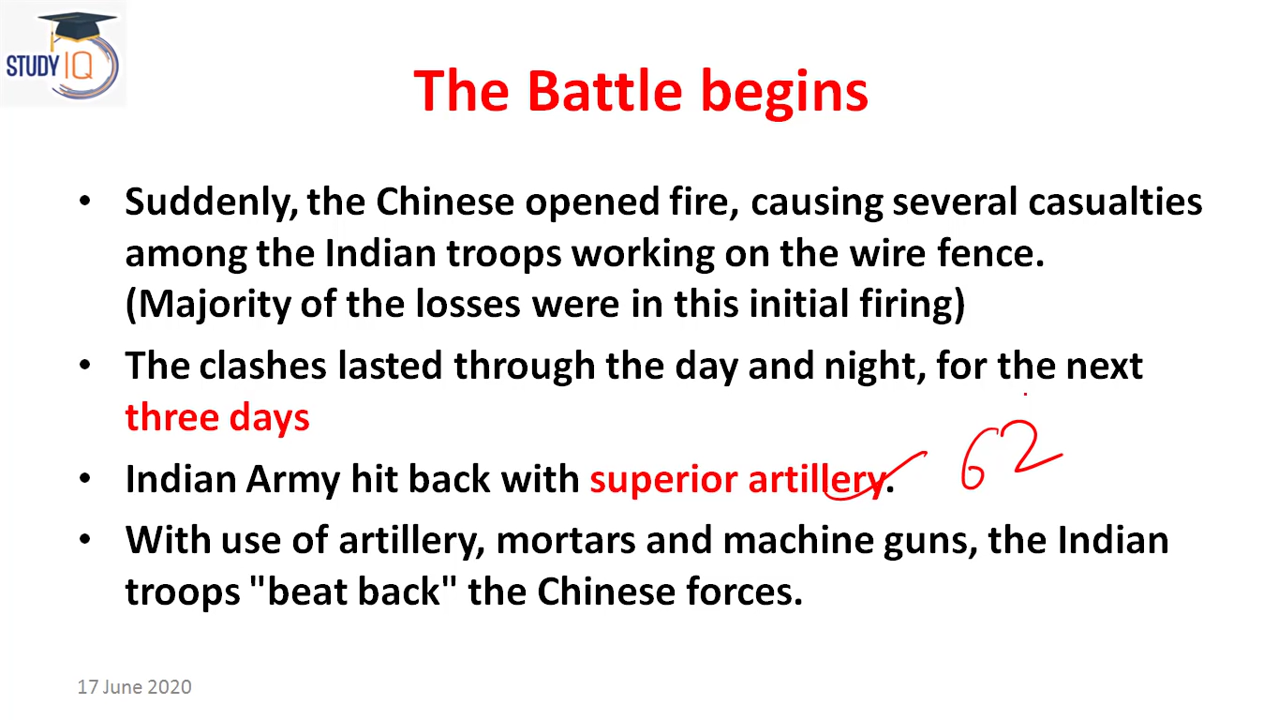 STUDY IQ
The Battle begins
• Suddenly, the Chinese opened fire, causing several casualties
among the Indian troops working on the wire fence.
(Majority of the losses were in this initial firing)
• The clashes lasted through the day and night, for the next
three days
• Indian Army hit back with superior artillery.
62
• With use of artillery, mortars and machine guns, the Indian
troops "beat back" the Chinese forces.
17 June 2020